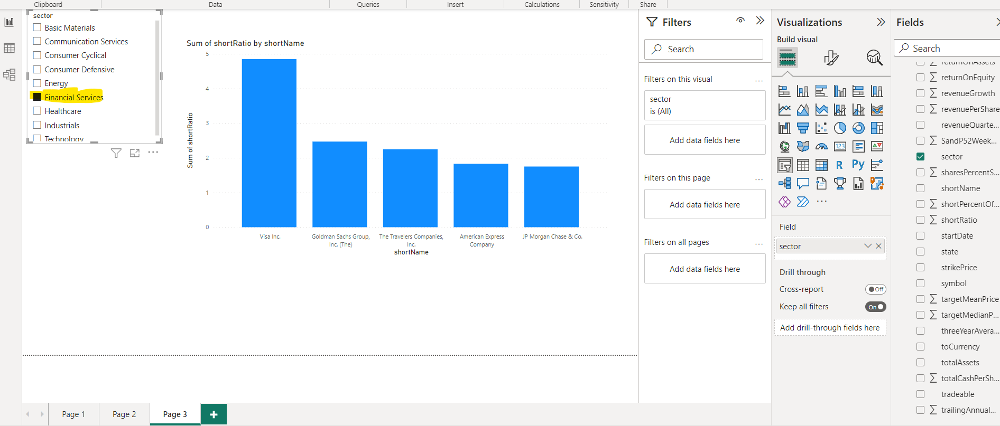 Clipboard
Data
Queries
Insert
Calculations
Sensitivity
Share
sector
Basic Materials
Communication Services
Consumer Cyclical
Consumer Defensive
Energy
Financial Services
Healthcare
Industrials
Technology
Sum of shortRatio by shortName
5
4
3
2
1
0
Sum of shortRatio
Visa Inc.
Goldman Sachs Group,
Inc. (The)
The Travelers Companies,
Inc.
American Express
Company
JP Morgan Chase & Co.
shortName
Page 1
Page 2
Page 3
+
Filters
Search
Filters on this visual
...
sector
is (All)
Add data fields here
Filters on this page
...
Add data fields here
Filters on all pages
...
Add data fields here
Visualizations
Build visual
123
R
Py
...
Field
sector
Drill through
Cross-report
Off
Keep all filters
On
Add drill-through fields here
Fields
Search
returnOnAssets
returnOnEquity
revenueGrowth
revenuePerShare
revenueQuarte...
SandP52Week...
sector
sharesPercentS...
shortName
shortPercentOf...
shortRatio
startDate
state
strikePrice
symbol
targetMeanPrice
targetMedianP...
threeYearAvera...
toCurrency
totalAssets
totalCashPerSh...
tradeable
trailingAnnual...